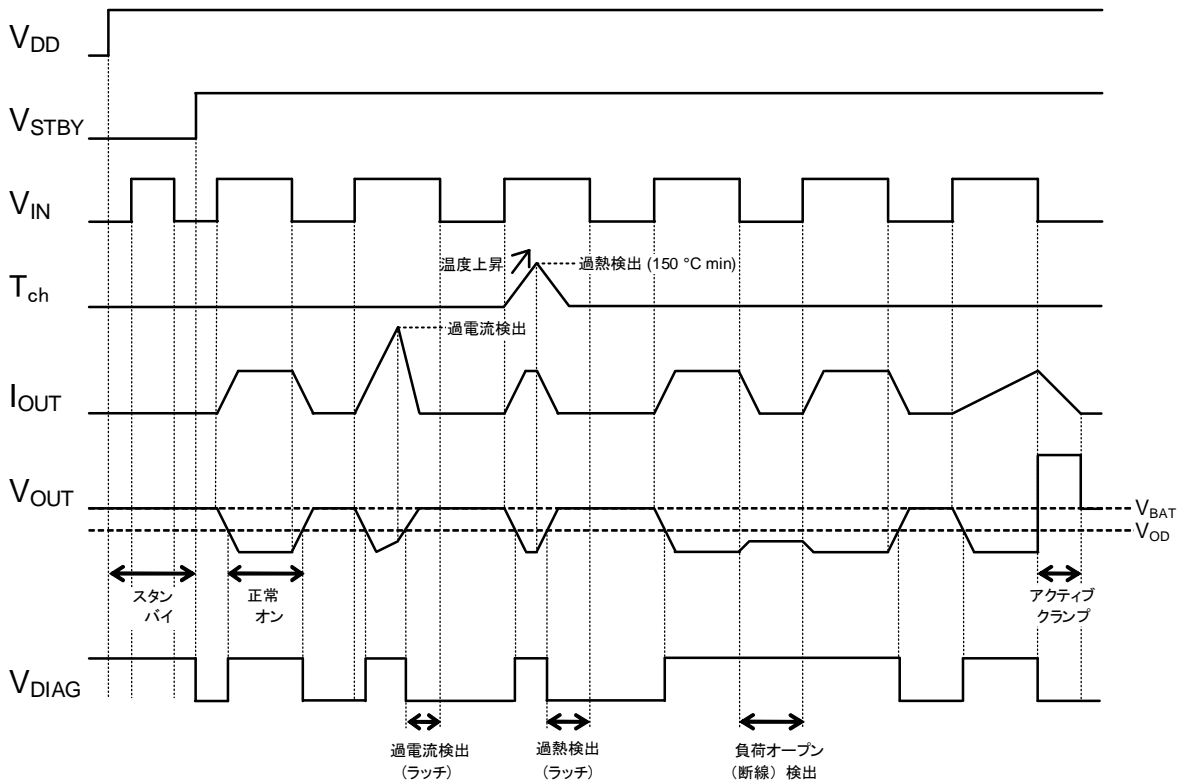 VDD
VSTBY
VIN
温度上昇
過熱検出 (150 °C min)
Tch
過電流検出
IOUT
VOUT
VBAT
VOD
スタン
バイ
正常
オン
アクティブ
クランプ
VDIAG
過電流検出
(ラッチ)
過熱検出
(ラッチ)
負荷オープン
(断線) 検出